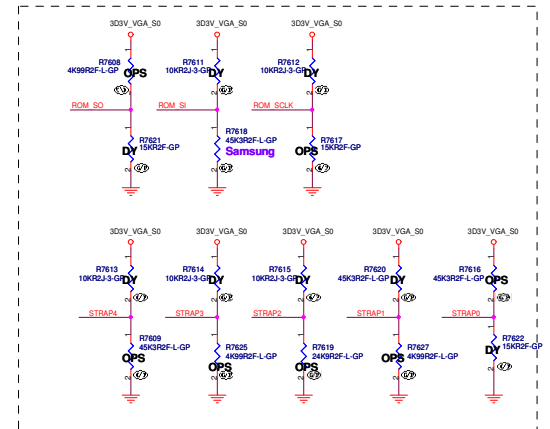 3D3V_VGA_S0 3D3V_VGA_S0 3D3V_VGA_S0
R7608
4K99R2F-L-GP
OPS
R7611
10KR2J-3-GP
DY
R7612
10KR2J-3-GP
DY
ROM_SO ROM_SI ROM_SCLK
R7621
15KR2F-GP
DY
R7618
45K3R2F-L-GP
Samsung
R7617
15KR2F-GP
OPS
3D3V_VGA_S0 3D3V_VGA_S0 3D3V_VGA_S0 3D3V_VGA_S0 3D3V_VGA_S0
R7613
10KR2J-3-GP
DY
R7614
10KR2J-3-GP
DY
R7615
10KR2J-3-GP
DY
R7620
45K3R2F-L-GP
DY
R7616
45K3R2F-L-GP
OPS
STRAP4 STRAP3 STRAP2 STRAP1 STRAP0
R7609
45K3R2F-L-GP
OPS
R7625
4K99R2F-L-GP
OPS
R7619
24K9R2F-L-GP
OPS
R7627
4K99R2F-L-GP
OPS
R7622
15KR2F-GP
DY